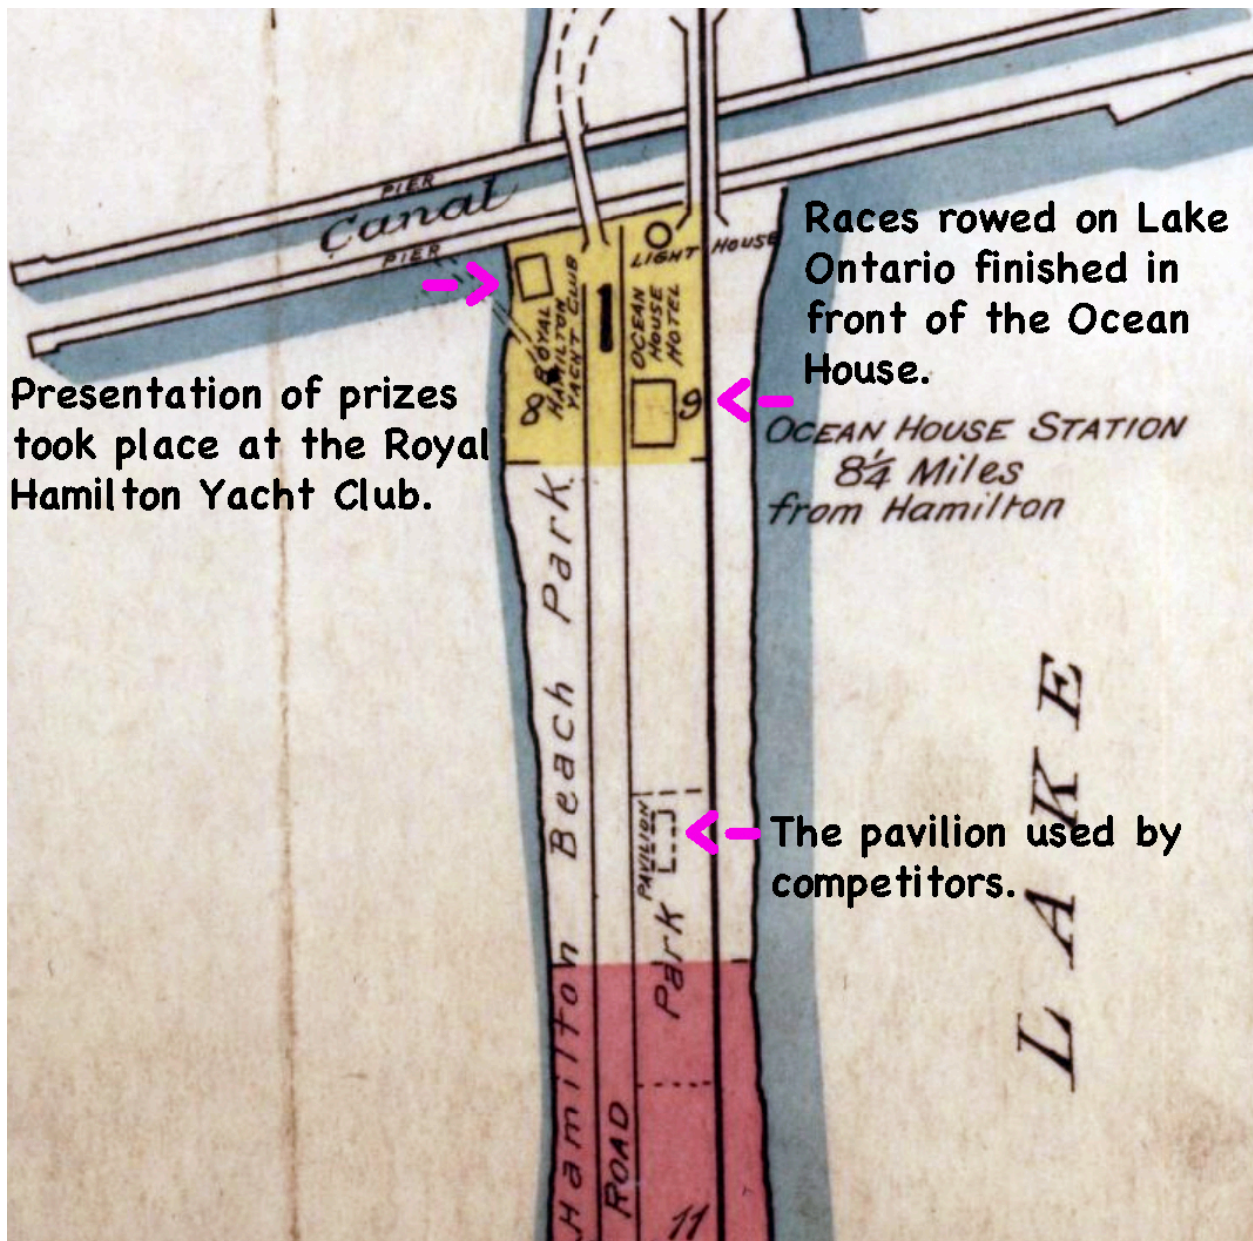 PIER
Canal
PIER
Races rowed on Lake
Ontario finished in
front of the Ocean
House.
LIGHT HOUSE
ROYAL
HAMILTON
YACHT CLUB
8
1
OCEAN
HOUSE
HOTEL
9
Presentation of prizes
took place at the Royal
Hamilton Yacht Club.
OCEAN HOUSE STATION
8¼ Miles
from Hamilton
Hamilton Beach Park
PAVILION
Park
The pavilion used by
competitors.
LAKE
ROAD
11